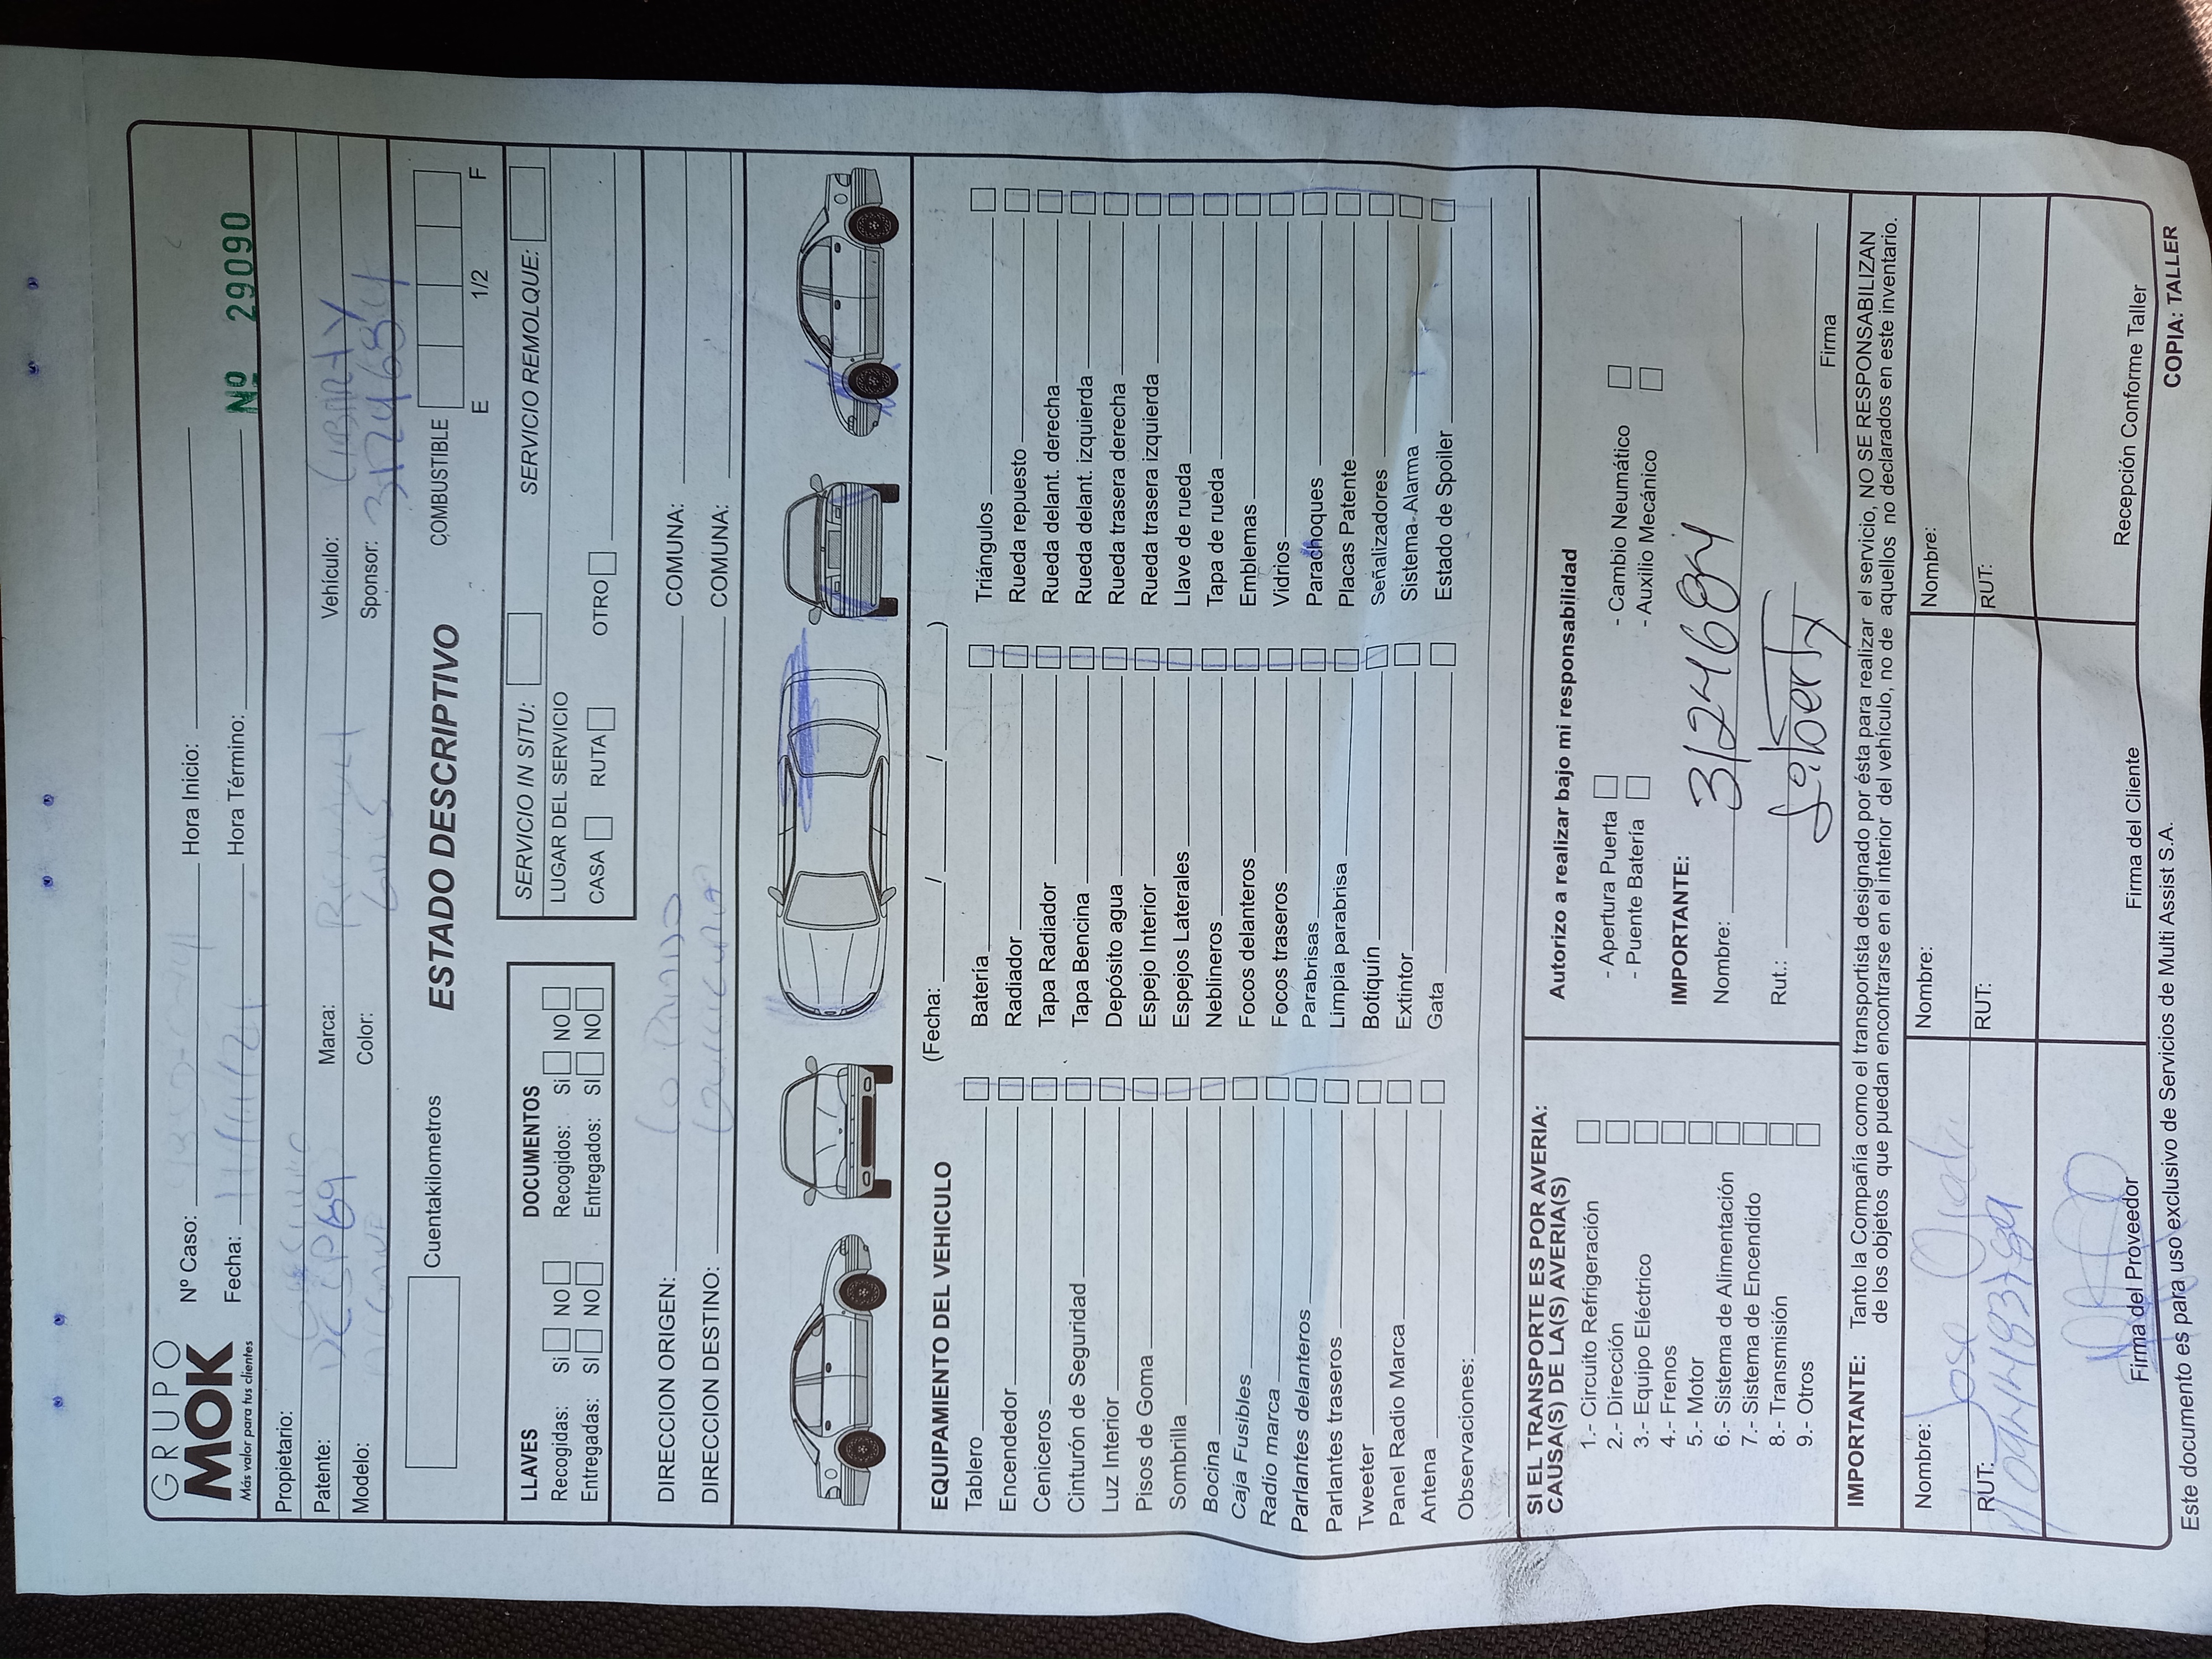 GRUPO
MOK
Más valor para tus clientes
Nº Caso: Hora Inicio:
Fecha: Hora Término: Nº 29090
Propietario:
Patente: DCSP69 Marca: Renault Vehículo: LIBERTY
Modelo: Color: Gris Sponsor: 31724684
Cuentakilometros ESTADO DESCRIPTIVO COMBUSTIBLE
E 1/2 F
LLAVES DOCUMENTOS
Recogidas: Si NO Recogidos: Si NO
Entregadas: SI NO Entregados: SI NO
SERVICIO IN SITU: SERVICIO REMOLQUE:
LUGAR DEL SERVICIO
CASA RUTA OTRO
DIRECCION ORIGEN: Lo Prado COMUNA:
DIRECCION DESTINO: COMUNA:
EQUIPAMIENTO DEL VEHICULO (Fecha: / / )
Tablero Batería Triángulos
Encendedor Radiador Rueda repuesto
Ceniceros Tapa Radiador Rueda delant. derecha
Cinturón de Seguridad Tapa Bencina Rueda delant. izquierda
Luz Interior Depósito agua Rueda trasera derecha
Pisos de Goma Espejo Interior Rueda trasera izquierda
Sombrilla Espejos Laterales Llave de rueda
Bocina Neblineros Tapa de rueda
Caja Fusibles Focos delanteros Emblemas
Radio marca Focos traseros Vidrios
Parlantes delanteros Parabrisas Parachoques
Parlantes traseros Limpia parabrisa Placas Patente
Tweeter Botiquín Señalizadores
Panel Radio Marca Extintor Sistema Alarma
Antena Gata Estado de Spoiler
Observaciones:
SI EL TRANSPORTE ES POR AVERIA:
CAUSA(S) DE LA(S) AVERIA(S)
1.- Circuito Refrigeración
2.- Dirección
3.- Equipo Eléctrico
4.- Frenos
5.- Motor
6.- Sistema de Alimentación
7.- Sistema de Encendido
8.- Transmisión
9.- Otros
Autorizo a realizar bajo mi responsabilidad
- Apertura Puerta - Cambio Neumático
- Puente Batería - Auxilio Mecánico
IMPORTANTE:
Nombre: 31724684
Rut.: Liberty
Firma
IMPORTANTE: Tanto la Compañía como el transportista designado por ésta para realizar el servicio, NO SE RESPONSABILIZAN
de los objetos que puedan encontrarse en el interior del vehículo, no de aquellos no declarados en este inventario.
Nombre: Jose Nombre: Nombre:
RUT: RUT: RUT:
Firma del Proveedor Firma del Cliente Recepción Conforme Taller
Este documento es para uso exclusivo de Servicios de Multi Assist S.A. COPIA: TALLER